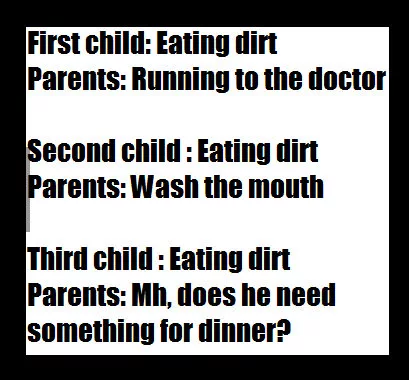 First child: Eating dirt
Parents: Running to the doctor
Second child : Eating dirt
Parents: Wash the mouth
Third child : Eating dirt
Parents: Mh, does he need
something for dinner?